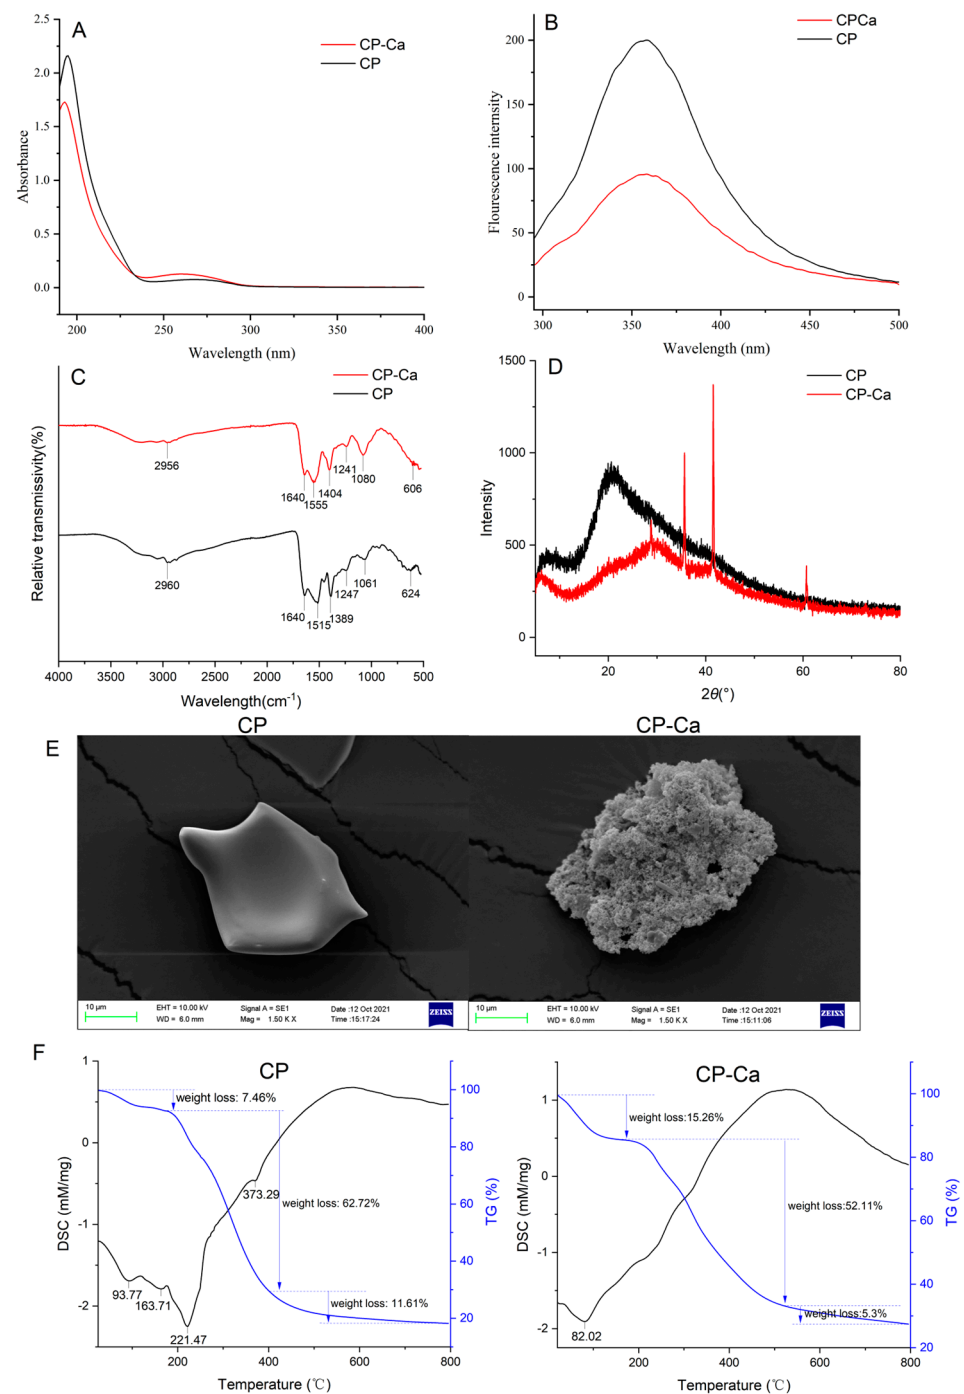 A
CP-Ca
CP
2.5
2.0
1.5
1.0
0.5
0.0
Absorbance
200
250
300
350
400
Wavelength (nm)
B
CPCa
CP
200
150
100
50
0
Flourescence internsity
300
350
400
450
500
Wavelength (nm)
C
CP-Ca
CP
Relative transmissivity(%)
2956
1640
1555
1404
1241
1080
606
2960
1640
1515
1389
1247
1061
624
4000
3500
3000
2500
2000
1500
1000
500
Wavelength(cm-1)
D
CP
CP-Ca
1500
1000
500
0
Intensity
20
40
60
80
2θ(°)
E
CP
CP-Ca
10 µm
EHT = 10.00 kV
WD = 6.0 mm
Signal A = SE1
Mag = 1.50 K X
Date :12 Oct 2021
Time :15:17:24
ZEISS
10 µm
EHT = 10.00 kV
WD = 6.0 mm
Signal A = SE1
Mag = 1.50 K X
Date :12 Oct 2021
Time :15:11:06
ZEISS
F
CP
1
0
-1
-2
DSC (mM/mg)
weight loss: 7.46%
weight loss: 62.72%
weight loss: 11.61%
93.77
163.71
221.47
373.29
100
80
60
40
20
TG (%)
200
400
600
800
Temperature (℃)
CP-Ca
1
0
-1
-2
DSC (mM/mg)
weight loss:15.26%
weight loss:52.11%
weight loss:5.3%
82.02
100
80
60
40
20
TG (%)
200
400
600
800
Temperature (℃)